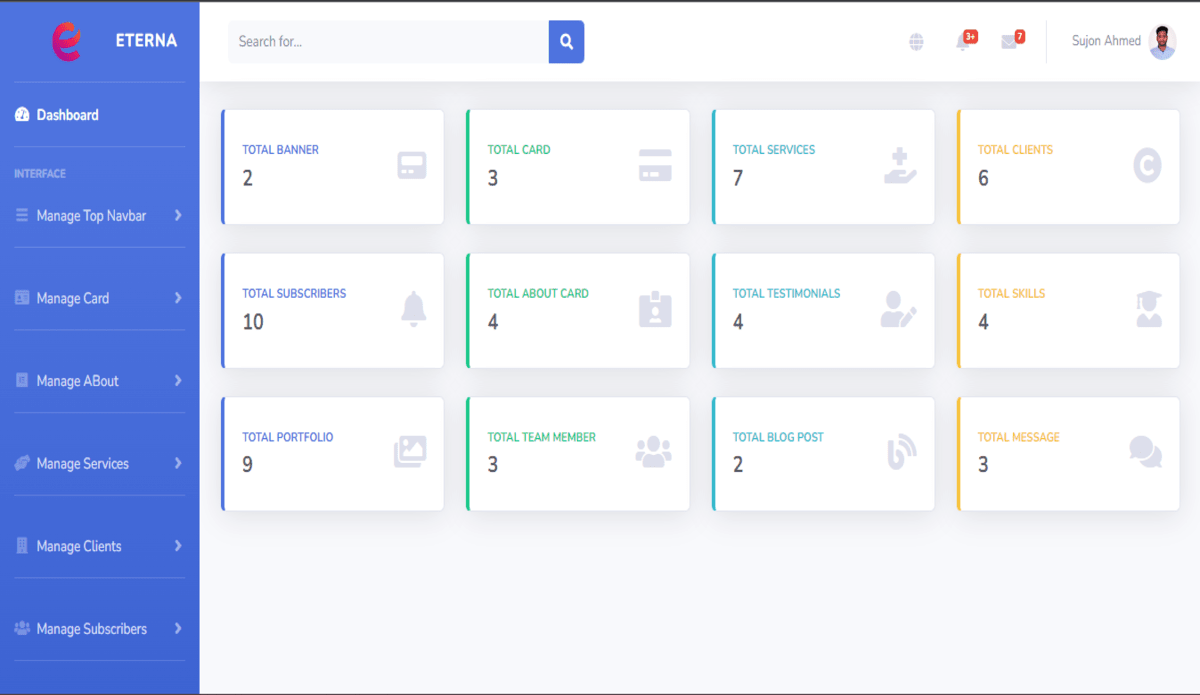 ETERNA
Search for...
3+
7
Sujon Ahmed
Dashboard
INTERFACE
Manage Top Navbar
Manage Card
Manage ABout
Manage Services
Manage Clients
Manage Subscribers
TOTAL BANNER
2
TOTAL CARD
3
TOTAL SERVICES
7
TOTAL CLIENTS
6
TOTAL SUBSCRIBERS
10
TOTAL ABOUT CARD
4
TOTAL TESTIMONIALS
4
TOTAL SKILLS
4
TOTAL PORTFOLIO
9
TOTAL TEAM MEMBER
3
TOTAL BLOG POST
2
TOTAL MESSAGE
3